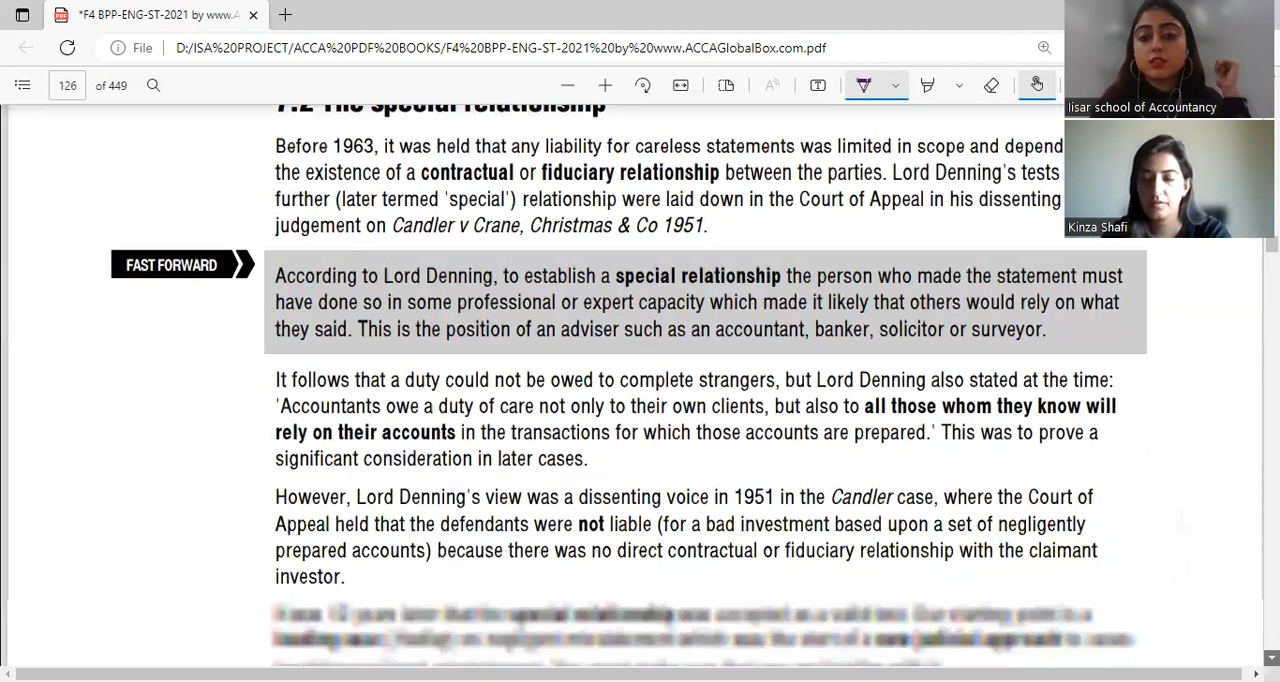 *F4 BPP-ENG-ST-2021 by www.A
File
D:/ISA%20PROJECT/ACCA%20PDF%20BOOKS/F4%20BPP-ENG-ST-2021%20by%20www.ACCAGlobalBox.com.pdf
126 of 449
7.2 The special relationship
Before 1963, it was held that any liability for careless statements was limited in scope and depend
the existence of a contractual or fiduciary relationship between the parties. Lord Denning's tests
further (later termed 'special') relationship were laid down in the Court of Appeal in his dissenting
judgement on Candler v Crane, Christmas & Co 1951.
FAST FORWARD
According to Lord Denning, to establish a special relationship the person who made the statement must
have done so in some professional or expert capacity which made it likely that others would rely on what
they said. This is the position of an adviser such as an accountant, banker, solicitor or surveyor.
It follows that a duty could not be owed to complete strangers, but Lord Denning also stated at the time:
'Accountants owe a duty of care not only to their own clients, but also to all those whom they know will
rely on their accounts in the transactions for which those accounts are prepared.' This was to prove a
significant consideration in later cases.
However, Lord Denning's view was a dissenting voice in 1951 in the Candler case, where the Court of
Appeal held that the defendants were not liable (for a bad investment based upon a set of negligently
prepared accounts) because there was no direct contractual or fiduciary relationship with the claimant
investor.
lisar school of Accountancy
Kinza Shafi